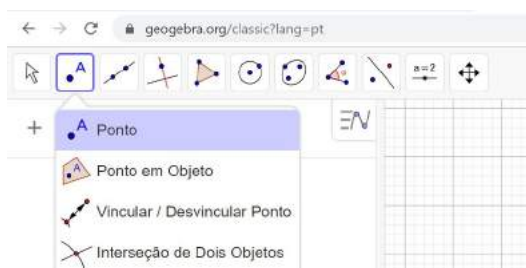 geogebra.org/classic?lang=pt
A
a=2
A Ponto
A Ponto em Objeto
Vincular / Desvincular Ponto
Interseção de Dois Objetos